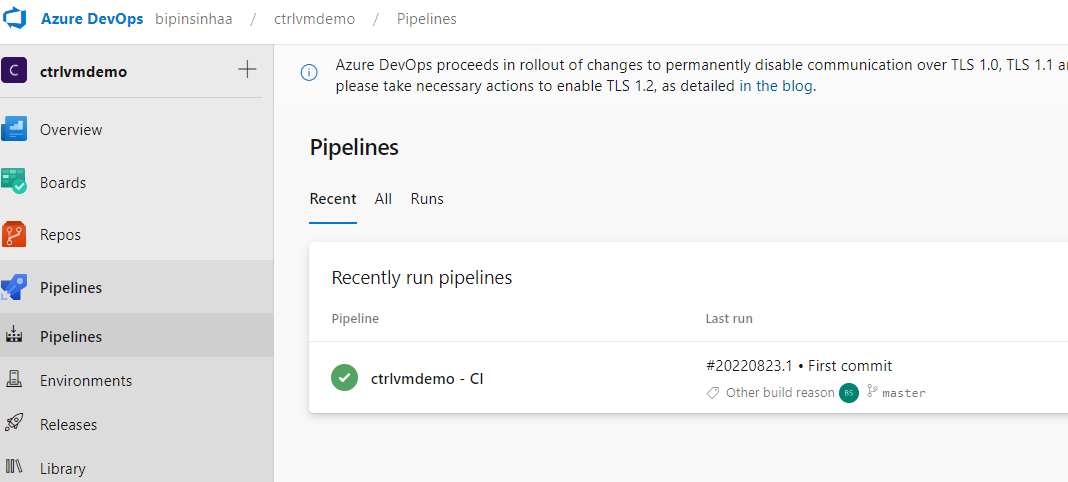 Azure DevOps bipinsinhaa / ctrlvmdemo / Pipelines
C ctrlvmdemo +
Overview
Boards
Repos
Pipelines
Pipelines
Environments
Releases
Library
Azure DevOps proceeds in rollout of changes to permanently disable communication over TLS 1.0, TLS 1.1
please take necessary actions to enable TLS 1.2, as detailed in the blog.
Pipelines
Recent All Runs
Recently run pipelines
Pipeline Last run
ctrlvmdemo - CI
#20220823.1 • First commit
Other build reason BS master